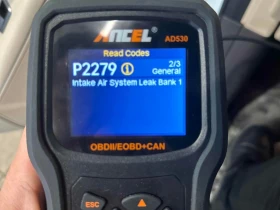 ANCEL
AD530
Read Codes
P2279 i 2/3
General
Intake Air System Leak Bank 1
OBDII/EOBD+CAN
ESC